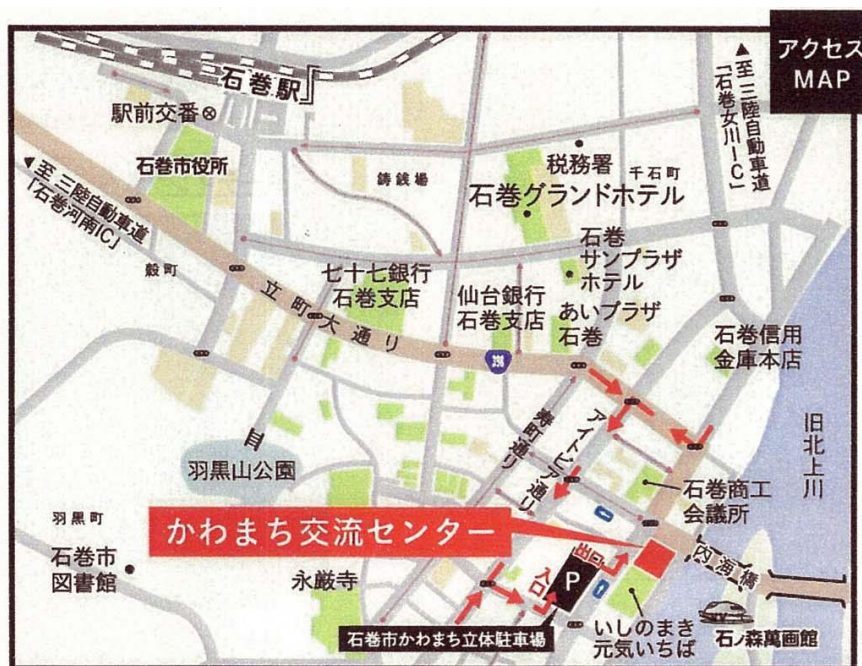 アクセス
MAP
石巻駅
駅前交番
石巻市役所
◀至 三陸自動車道
「石巻河南IC」
▲至 三陸自動車道
「石巻女川IC」
税務署
千石町
鋳銭場
石巻グランドホテル
石巻
サンプラザ
ホテル
穀町
七十七銀行
石巻支店
仙台銀行
石巻支店
あいプラザ
石巻
石巻信用
金庫本店
立町大通り
398
寿町通り
アイトピア通り
旧北上川
羽黒山公園
石巻商工
会議所
羽黒町
かわまち交流センター
石巻市
図書館
永厳寺
出口
入口
P
内海橋
石巻市かわまち立体駐車場
いしのまき
元気いちば
石ノ森萬画館